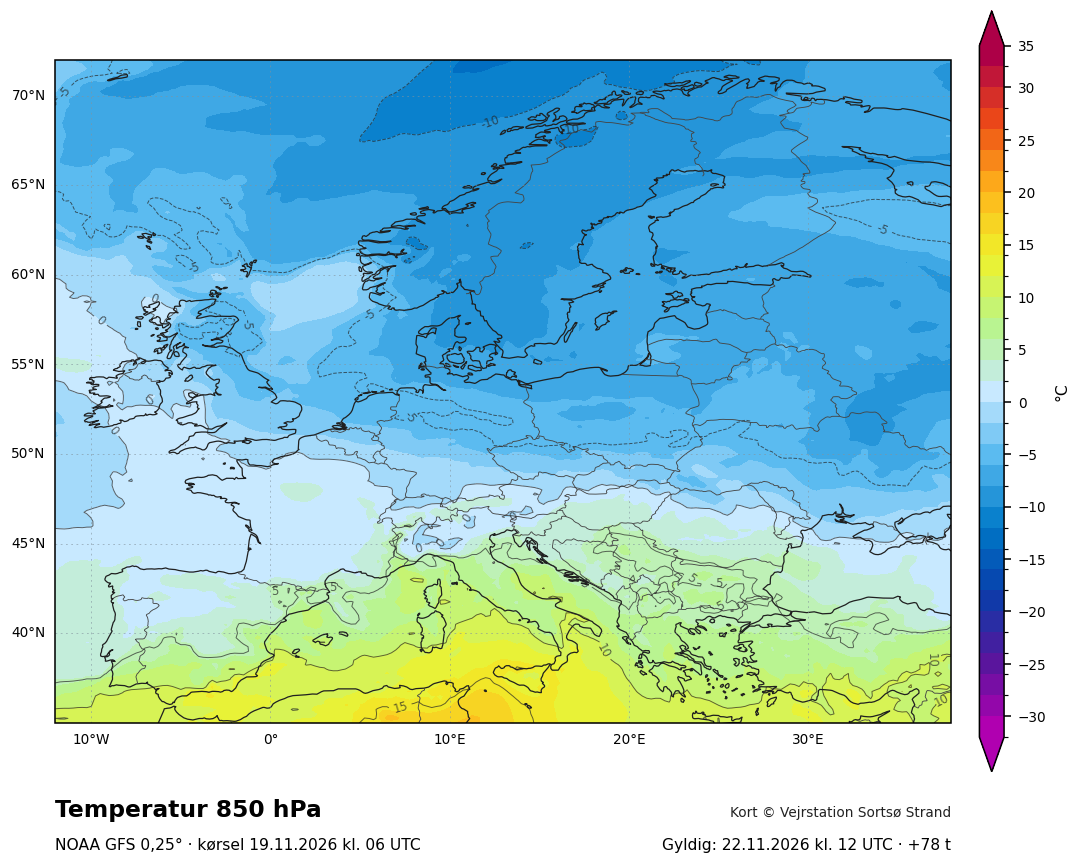 70°N
65°N
60°N
55°N
50°N
45°N
40°N
10°W 0° 10°E 20°E 30°E
35
30
25
20
15
10
5
0
−5
−10
−15
−20
−25
−30
°C
Temperatur 850 hPa
Kort © Vejrstation Sortsø Strand
NOAA GFS 0,25° · kørsel 19.11.2026 kl. 06 UTC
Gyldig: 22.11.2026 kl. 12 UTC · +78 t